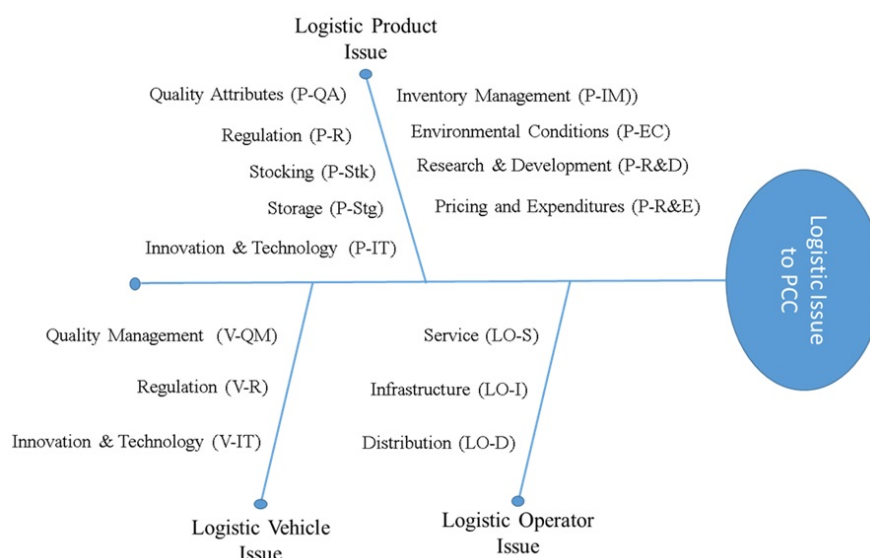 Logistic Product
Issue
Quality Attributes (P-QA)
Regulation (P-R)
Stocking (P-Stk)
Storage (P-Stg)
Innovation & Technology (P-IT)
Inventory Management (P-IM))
Environmental Conditions (P-EC)
Research & Development (P-R&D)
Pricing and Expenditures (P-R&E)
Logistic Issue
to PCC
Quality Management (V-QM)
Regulation (V-R)
Innovation & Technology (V-IT)
Logistic Vehicle
Issue
Service (LO-S)
Infrastructure (LO-I)
Distribution (LO-D)
Logistic Operator
Issue